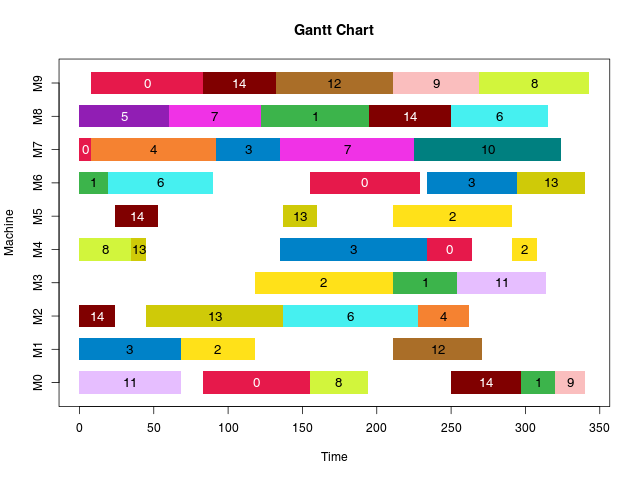 Gantt Chart
Machine
M9 0 14 12 9 8
M8 5 7 1 14 6
M7 0 4 3 7 10
M6 1 6 0 3 13
M5 14 13 2
M4 8 13 3 0 2
M3 2 1 11
M2 14 13 6 4
M1 3 2 12
M0 11 0 8 14 1 9
0 50 100 150 200 250 300 350
Time